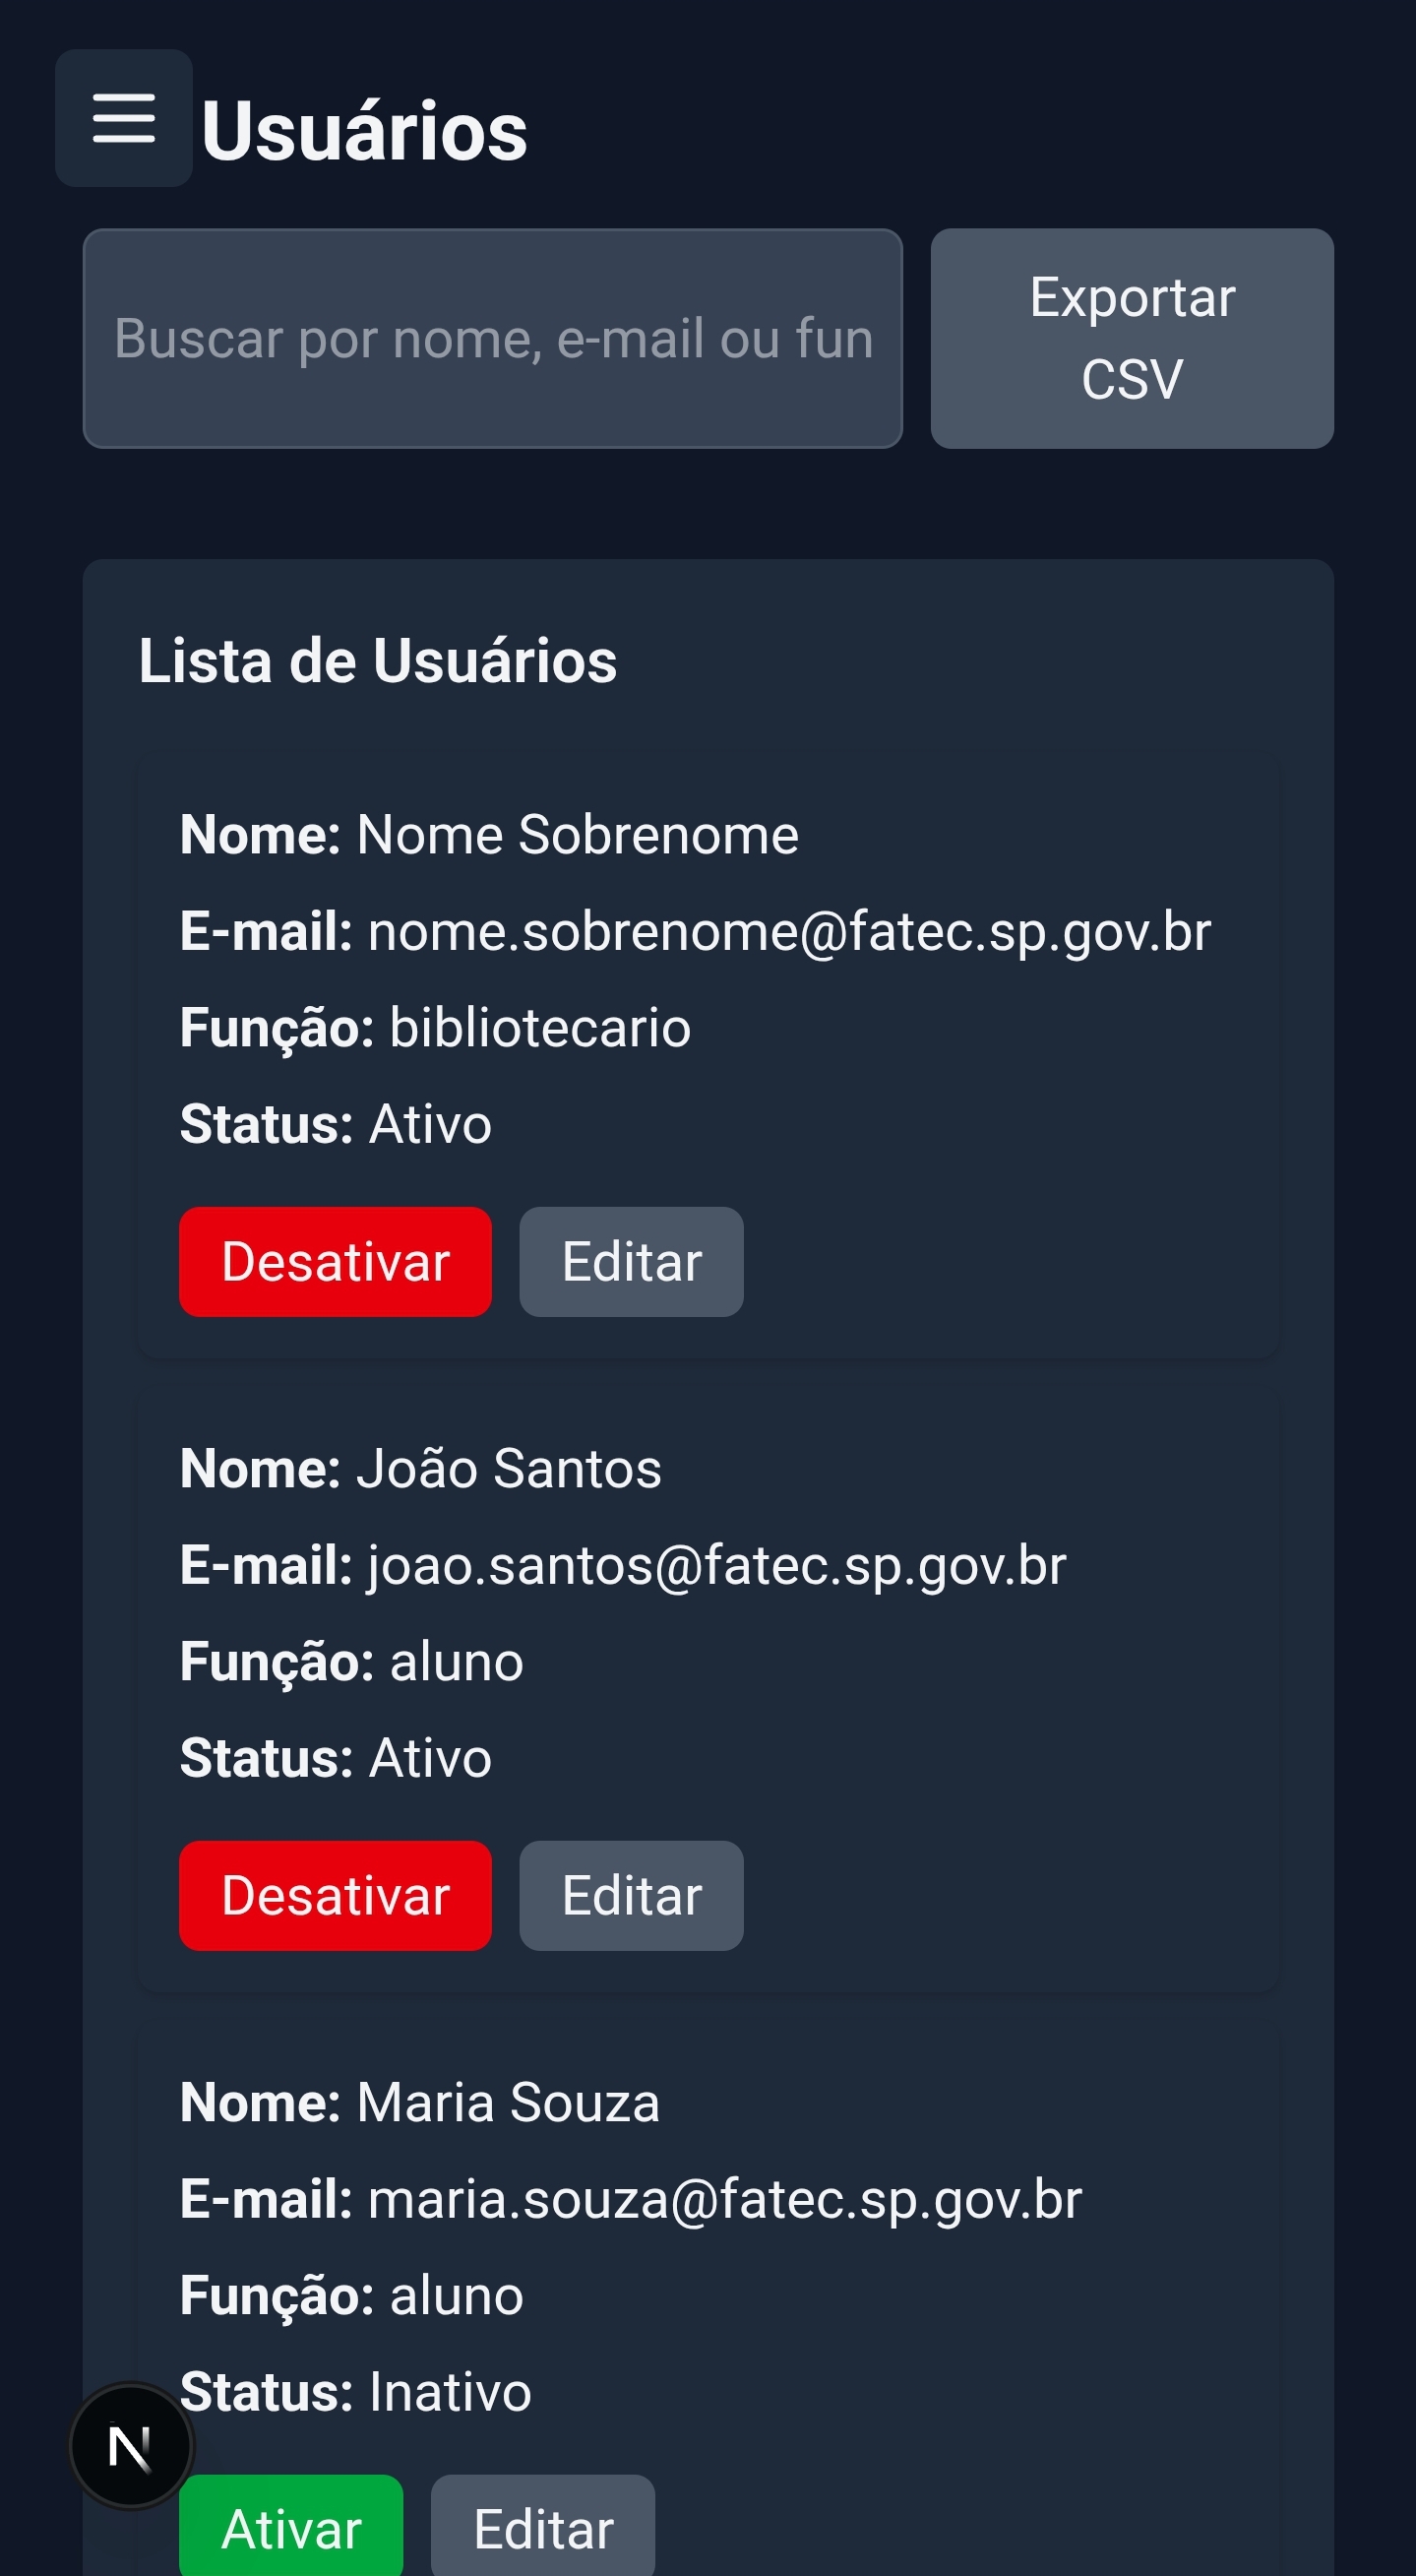 Usuários
Buscar por nome, e-mail ou fun
Exportar
CSV
Lista de Usuários
Nome: Nome Sobrenome
E-mail: nome.sobrenome@fatec.sp.gov.br
Função: bibliotecario
Status: Ativo
Desativar Editar
Nome: João Santos
E-mail: joao.santos@fatec.sp.gov.br
Função: aluno
Status: Ativo
Desativar Editar
Nome: Maria Souza
E-mail: maria.souza@fatec.sp.gov.br
Função: aluno
Status: Inativo
N
Ativar Editar